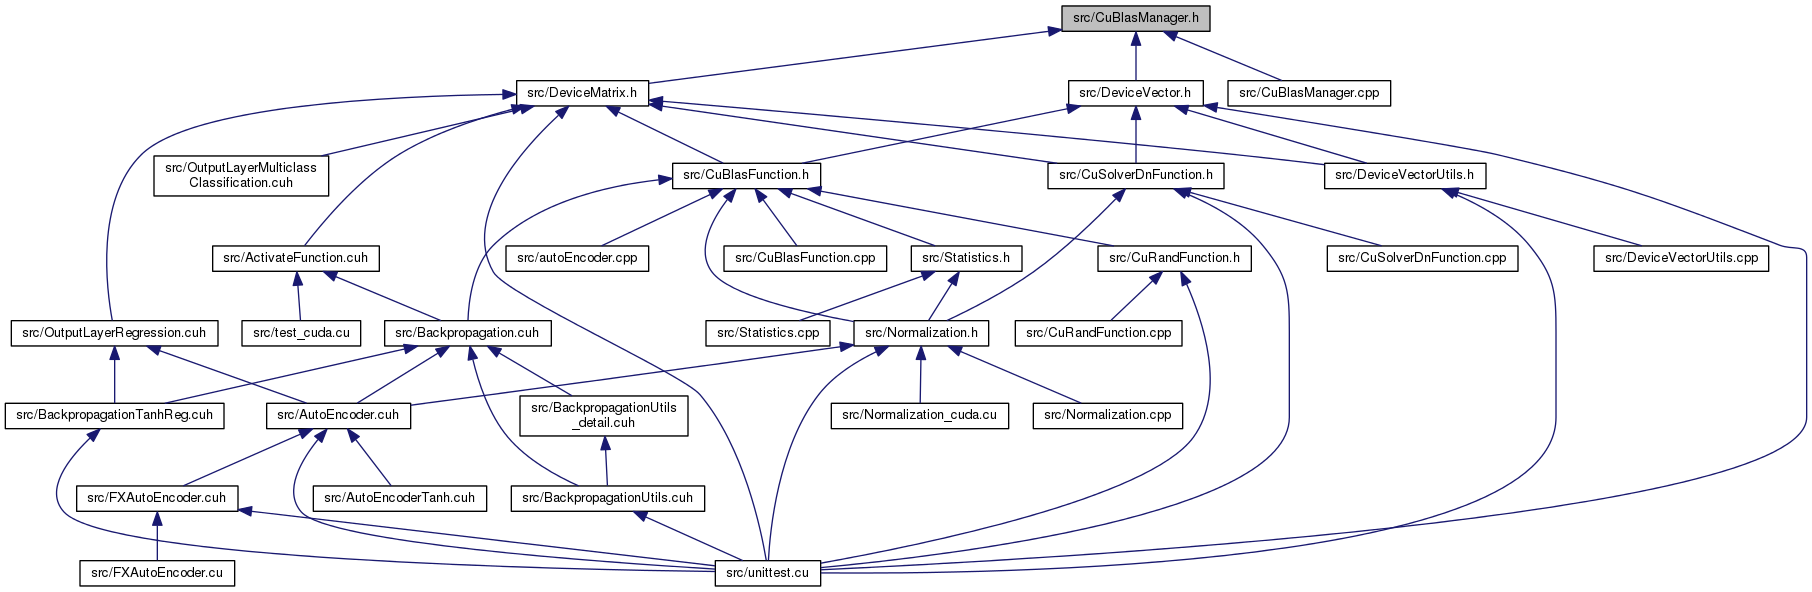 src/CuBlasManager.h
src/DeviceMatrix.h
src/DeviceVector.h
src/CuBlasManager.cpp
src/OutputLayerMulticlass
Classification.cuh
src/CuBlasFunction.h
src/CuSolverDnFunction.h
src/DeviceVectorUtils.h
src/ActivateFunction.cuh
src/autoEncoder.cpp
src/CuBlasFunction.cpp
src/Statistics.h
src/CuRandFunction.h
src/CuSolverDnFunction.cpp
src/DeviceVectorUtils.cpp
src/OutputLayerRegression.cuh
src/test_cuda.cu
src/Backpropagation.cuh
src/Statistics.cpp
src/Normalization.h
src/CuRandFunction.cpp
src/BackpropagationTanhReg.cuh
src/AutoEncoder.cuh
src/BackpropagationUtils
_detail.cuh
src/Normalization_cuda.cu
src/Normalization.cpp
src/FXAutoEncoder.cuh
src/AutoEncoderTanh.cuh
src/BackpropagationUtils.cuh
src/FXAutoEncoder.cu
src/unittest.cu